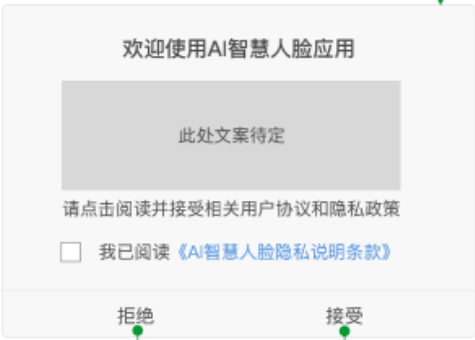 欢迎使用AI智慧人脸应用
此处文案待定
请点击阅读并接受相关用户协议和隐私政策
我已阅读《AI智慧人脸隐私说明条款》
拒绝 接受